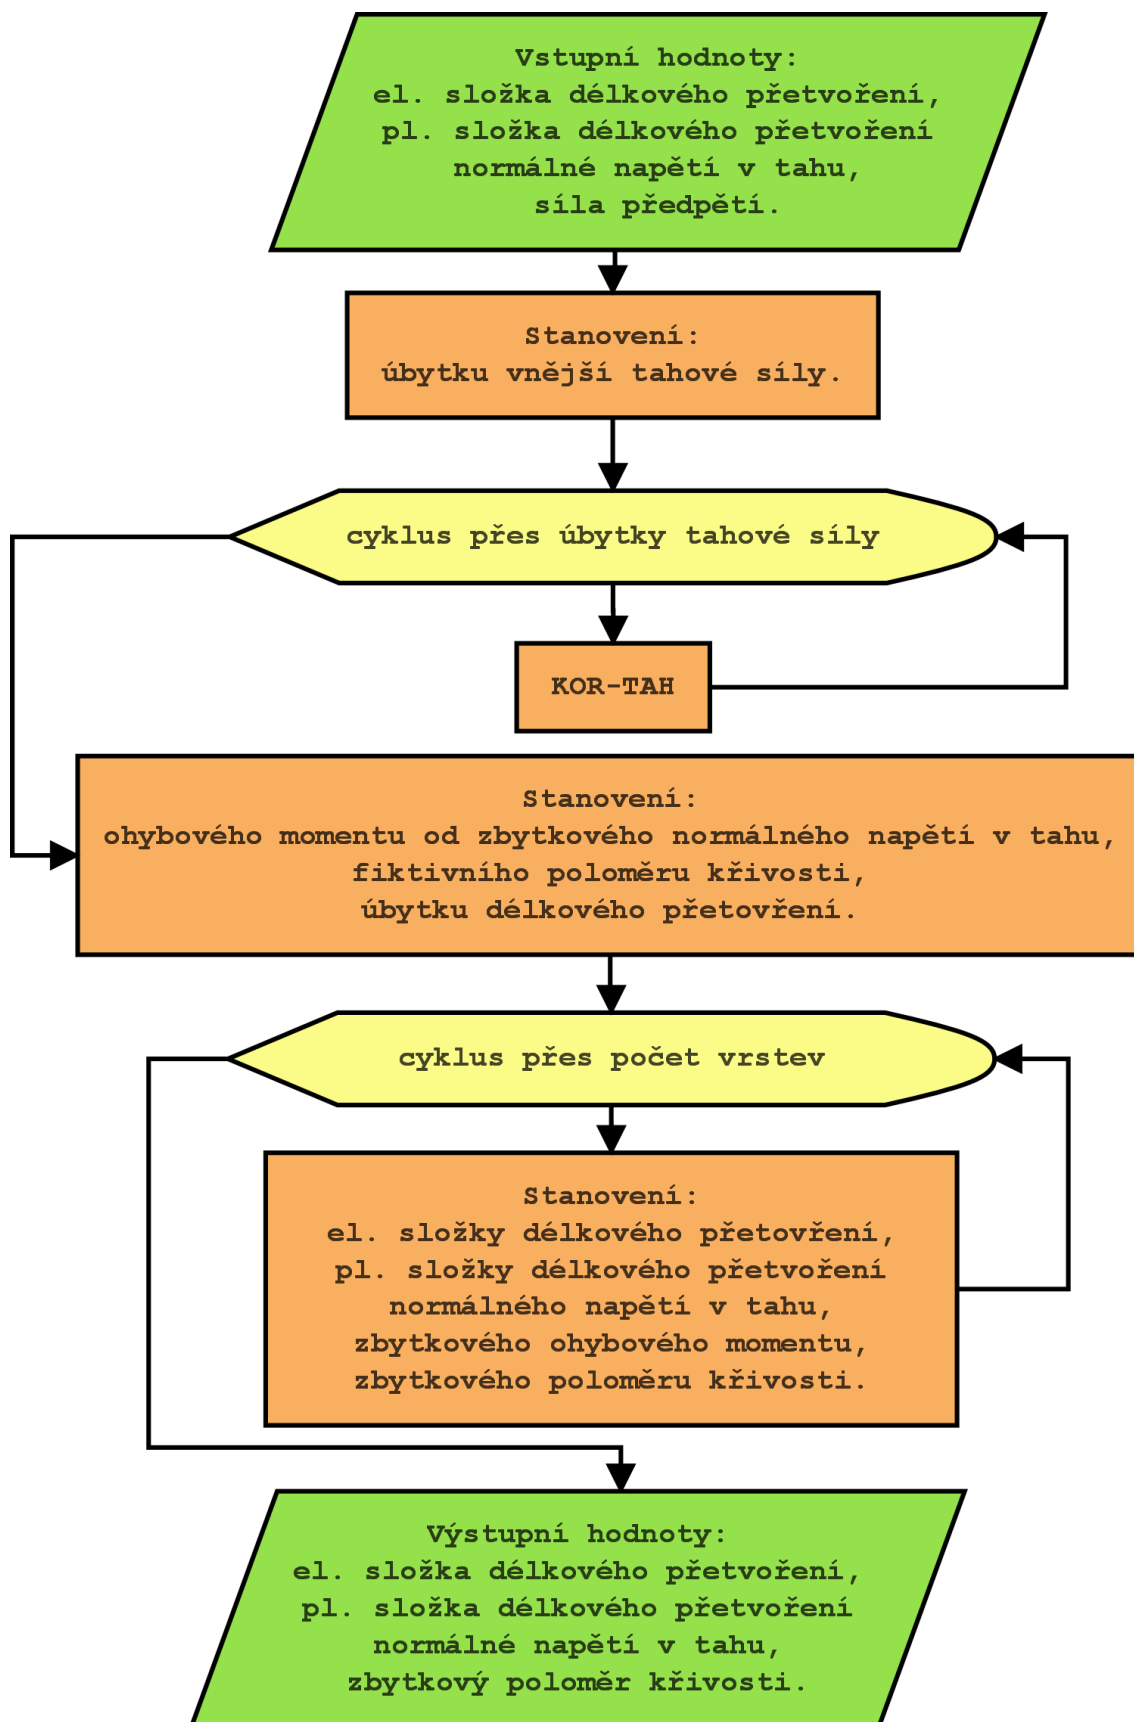 Vstupní hodnoty:
el. složka délkového přetvoření,
pl. složka délkového přetvoření
normálné napětí v tahu,
síla předpětí.
Stanovení:
úbytku vnější tahové síly.
cyklus přes úbytky tahové síly
KOR-TAH
Stanovení:
ohybového momentu od zbytkového normálného napětí v tahu,
fiktivního poloměru křivosti,
úbytku délkového přetovření.
cyklus přes počet vrstev
Stanovení:
el. složky délkového přetovření,
pl. složky délkového přetvoření
normálného napětí v tahu,
zbytkového ohybového momentu,
zbytkového poloměru křivosti.
Výstupní hodnoty:
el. složka délkového přetvoření,
pl. složka délkového přetvoření
normálné napětí v tahu,
zbytkový poloměr křivosti.